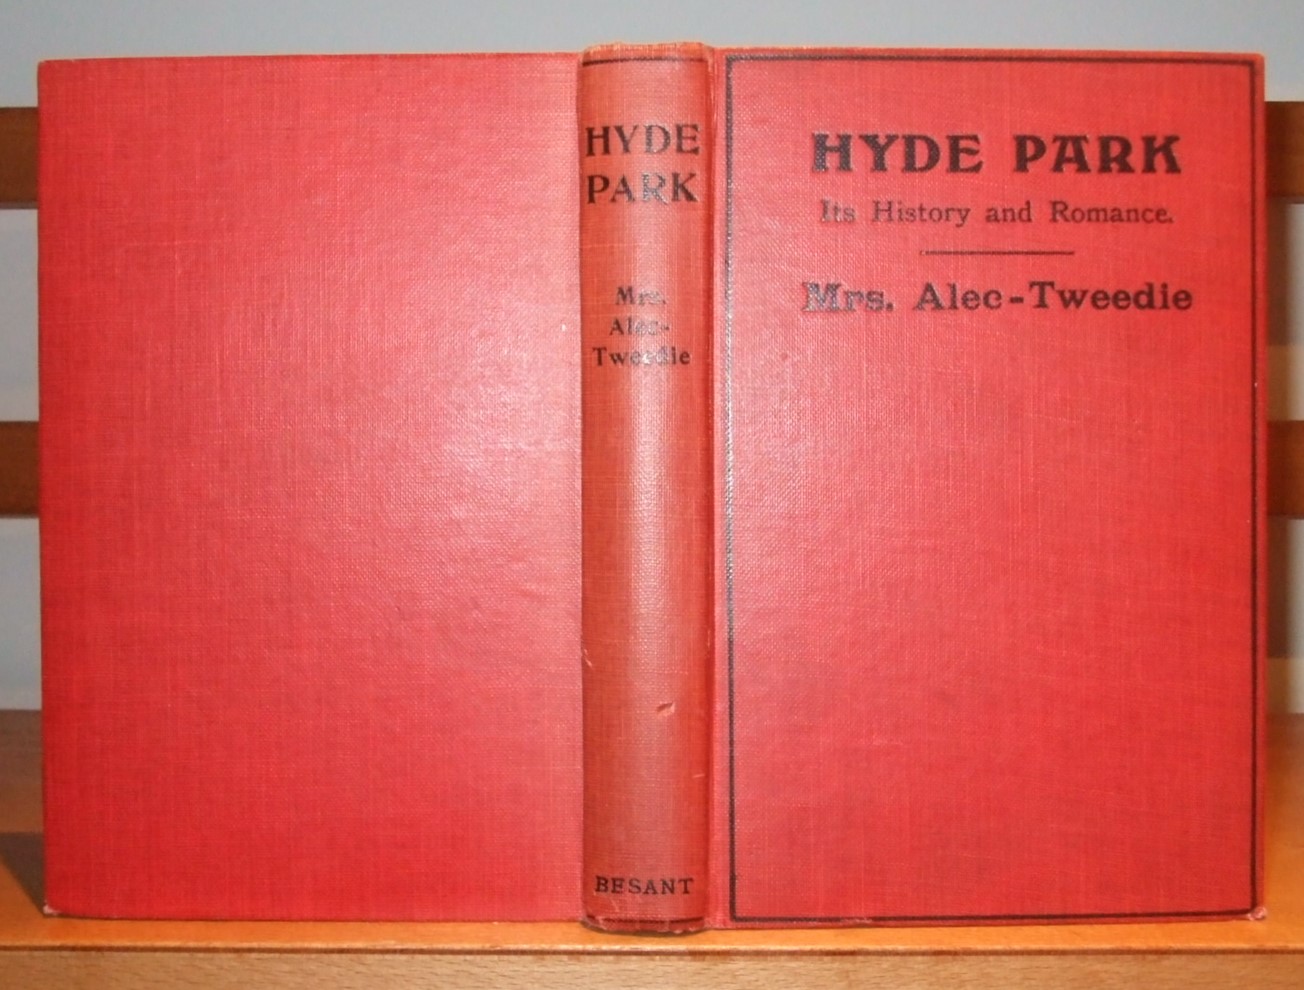 HYDE
PARK
Mrs.
Alec-
Tweedie
BESANT
HYDE PARK
Its History and Romance.
Mrs. Alec-Tweedie